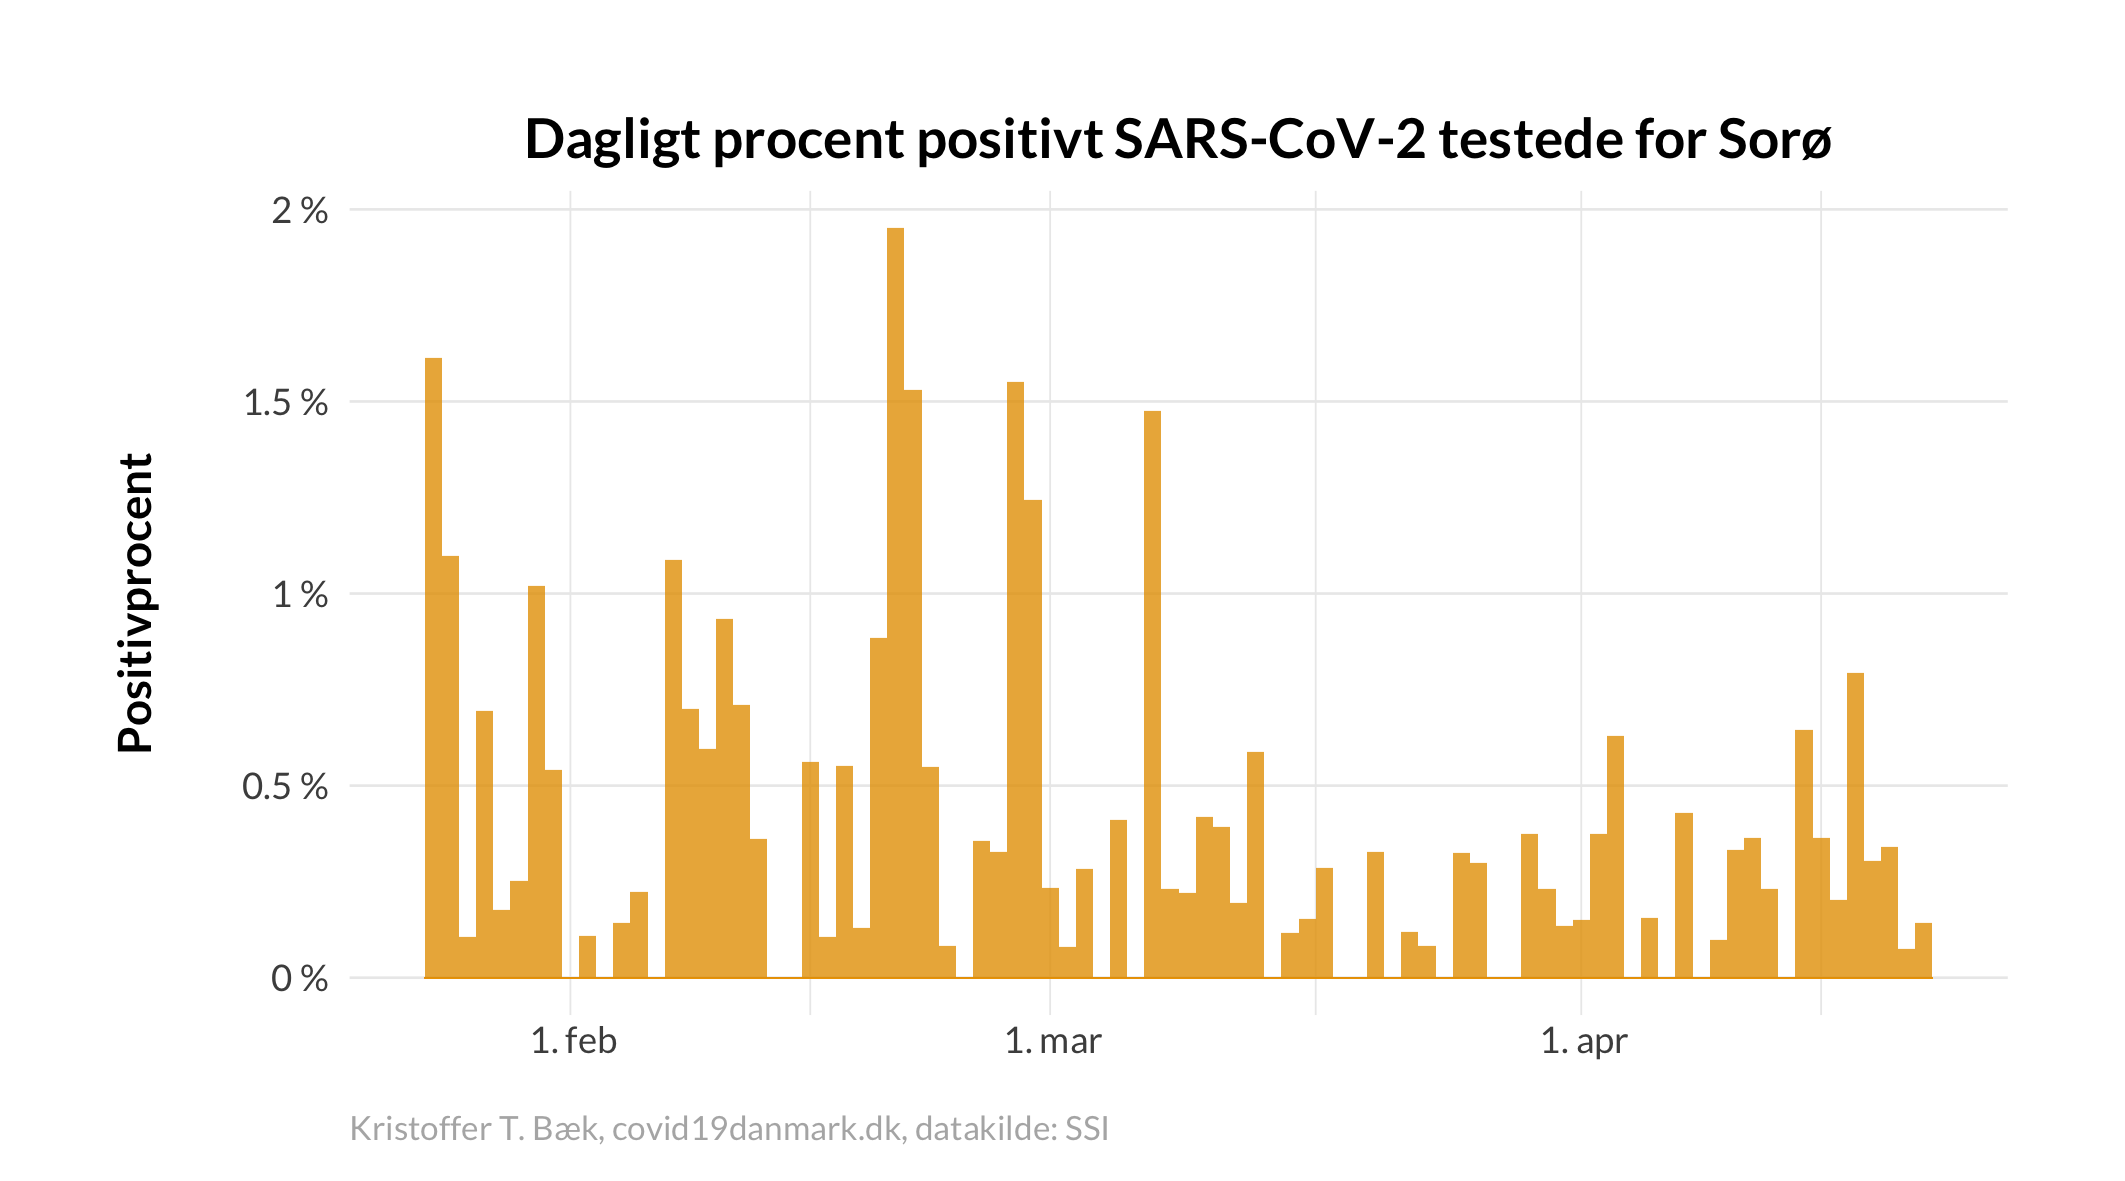 Dagligt procent positivt SARS-CoV-2 testede for Sorø
Positivprocent
2 %
1.5 %
1 %
0.5 %
0 %
1. feb
1. mar
1. apr
Kristoffer T. Bæk, covid19danmark.dk, datakilde: SSI